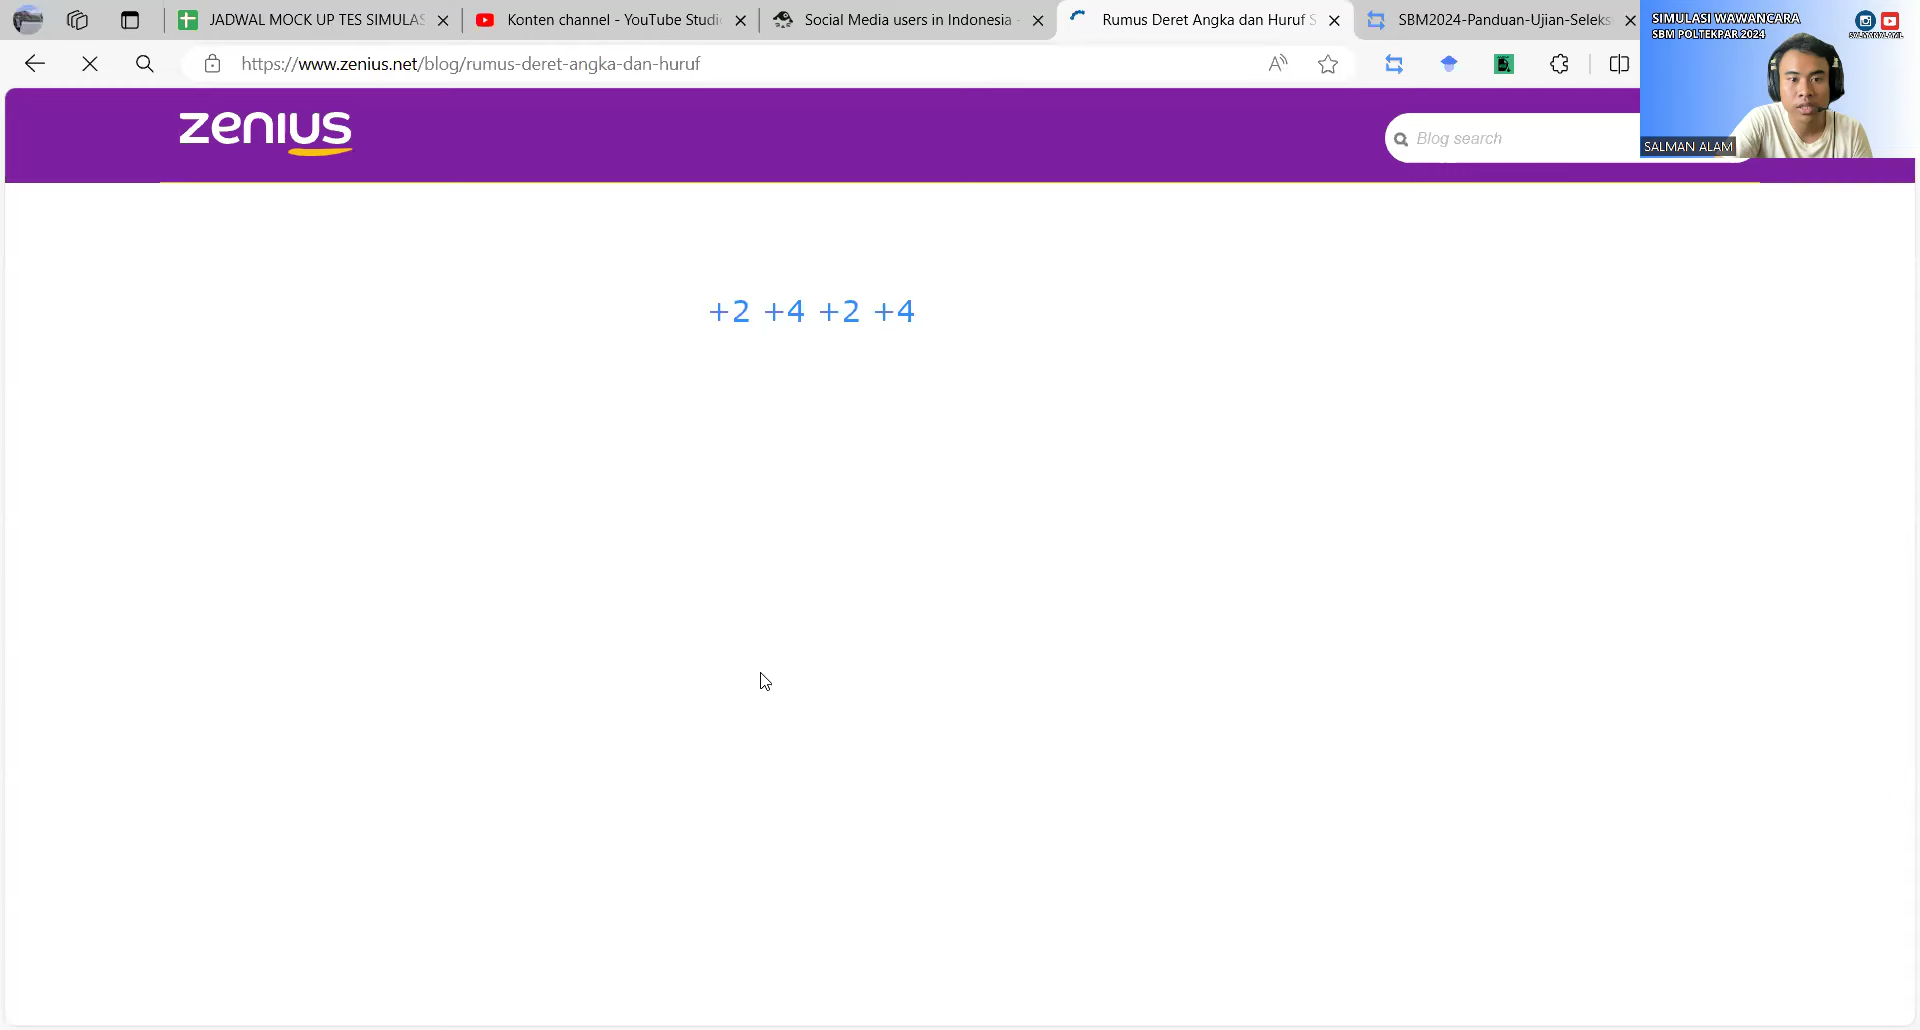 JADWAL MOCK UP TES SIMULAS
Konten channel - YouTube Studi
Social Media users in Indonesia -
Rumus Deret Angka dan Huruf S
SBM2024-Panduan-Ujian-Seleks
SIMULASI WAWANCARA
SBM POLTEKPAR 2024
https://www.zenius.net/blog/rumus-deret-angka-dan-huruf
zenius
Blog search
SALMAN ALAM
+2 +4 +2 +4